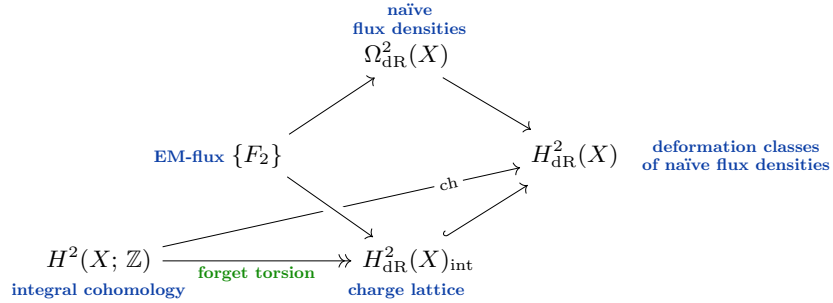 naïve
flux densities
Ω²_dR(X)
EM-flux {F₂}
H²_dR(X)
deformation classes
of naïve flux densities
ch
H²(X; ℤ)
forget torsion
H²_dR(X)_int
integral cohomology
charge lattice